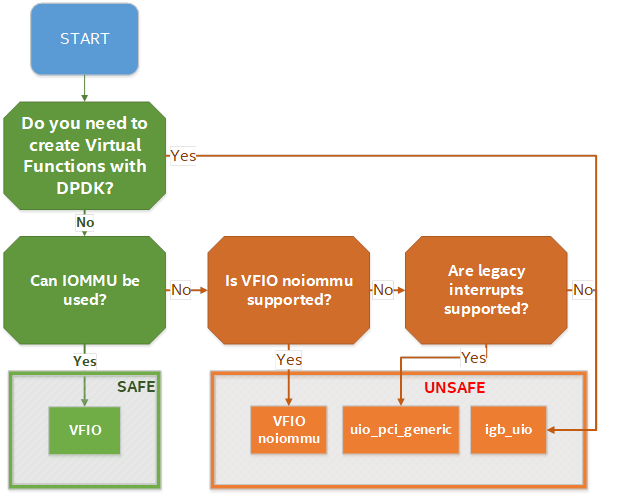 START
Do you need to
create Virtual
Functions with
DPDK?
Yes
No
Can IOMMU be
used?
No
Is VFIO noiommu
supported?
No
Are legacy
interrupts
supported?
No
Yes
Yes
Yes
SAFE
UNSAFE
VFIO
VFIO
noiommu
uio_pci_generic
igb_uio